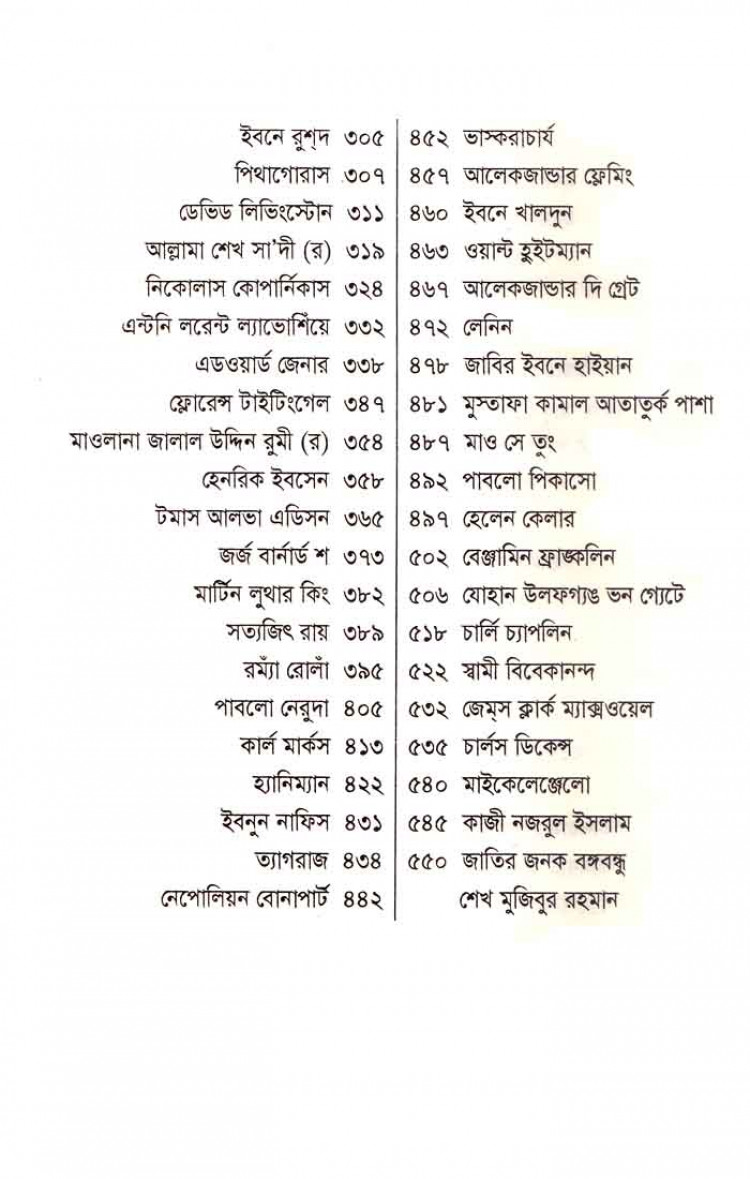 ইবনে রুশ্‌দ ৩০৫
পিথাগোরাস ৩০৭
ডেভিড লিভিংস্টোন ৩১১
আল্লামা শেখ সা'দী (র) ৩১৯
নিকোলাস কোপার্নিকাস ৩২৪
এন্টনি লরেন্ট ল্যাভোশিঁয়ে ৩৩২
এডওয়ার্ড জেনার ৩৩৮
ফ্লোরেন্স টাইটিংগেল ৩৪৭
মাওলানা জালাল উদ্দিন রুমী (র) ৩৫৪
হেনরিক ইবসেন ৩৫৮
টমাস আলভা এডিসন ৩৬৫
জর্জ বার্নার্ড শ ৩৭৩
মার্টিন লুথার কিং ৩৮২
সত্যজিৎ রায় ৩৮৯
রম্যাঁ রোলাঁ ৩৯৫
পাবলো নেরুদা ৪০৫
কার্ল মার্কস ৪১৩
হ্যানিম্যান ৪২২
ইবনুন নাফিস ৪৩১
ত্যাগরাজ ৪৩৪
নেপোলিয়ন বোনাপার্ট ৪৪২
৪৫২ ভাস্করাচার্য
৪৫৭ আলেকজান্ডার ফ্লেমিং
৪৬০ ইবনে খালদুন
৪৬৩ ওয়াল্ট হুইটম্যান
৪৬৭ আলেকজান্ডার দি গ্রেট
৪৭২ লেনিন
৪৭৮ জাবির ইবনে হাইয়ান
৪৮১ মুস্তাফা কামাল আতাতুর্ক পাশা
৪৮৭ মাও সে তুং
৪৯২ পাবলো পিকাসো
৪৯৭ হেলেন কেলার
৫০২ বেঞ্জামিন ফ্রাঙ্কলিন
৫০৬ যোহান উলফগ্যঙ ভন গ্যেটে
৫১৮ চার্লি চ্যাপলিন
৫২২ স্বামী বিবেকানন্দ
৫৩২ জেম্‌স ক্লার্ক ম্যাক্সওয়েল
৫৩৫ চার্লস ডিকেন্স
৫৪০ মাইকেলেঞ্জেলো
৫৪৫ কাজী নজরুল ইসলাম
৫৫০ জাতির জনক বঙ্গবন্ধু
শেখ মুজিবুর রহমান